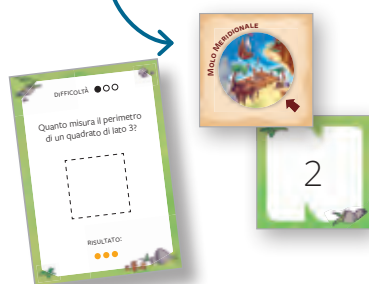 MOLO MERIDIONALE
DIFFICOLTÀ
Quanto misura il perimetro
di un quadrato di lato 3?
RISULTATO:
2